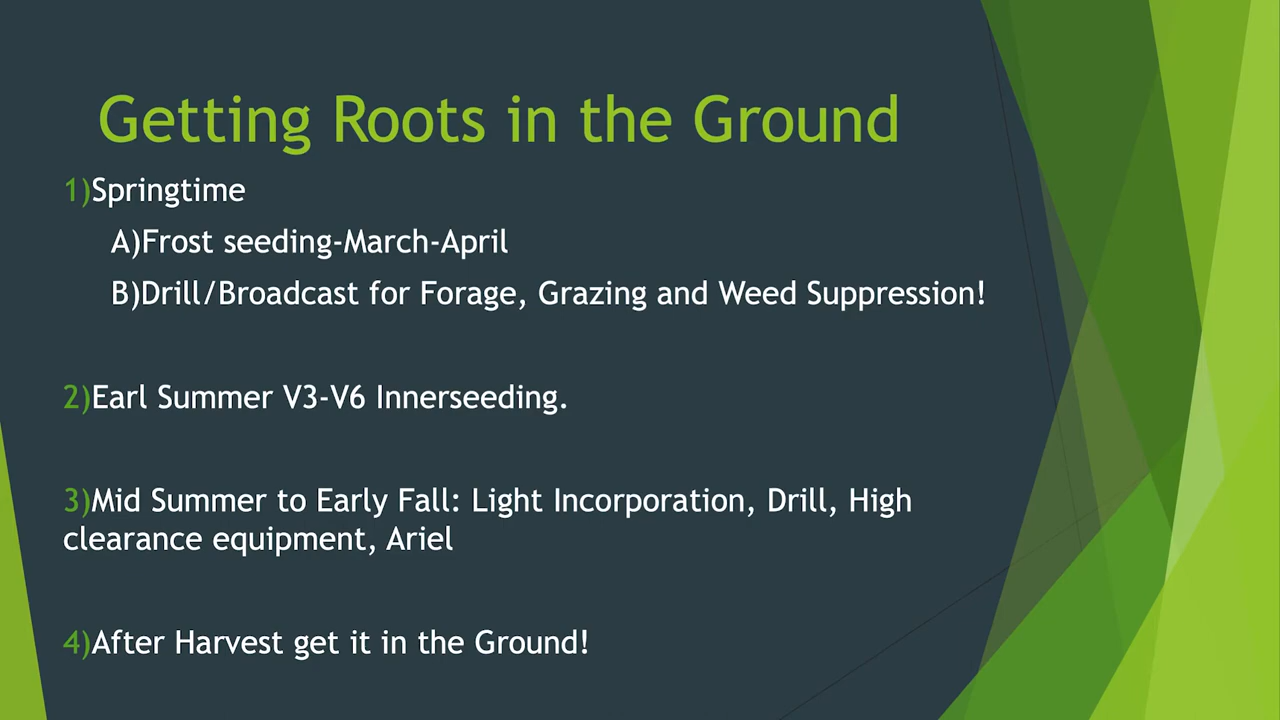 Getting Roots in the Ground
1)Springtime
A)Frost seeding-March-April
B)Drill/Broadcast for Forage, Grazing and Weed Suppression!
2)Earl Summer V3-V6 Innerseeding.
3)Mid Summer to Early Fall: Light Incorporation, Drill, High
clearance equipment, Ariel
4)After Harvest get it in the Ground!